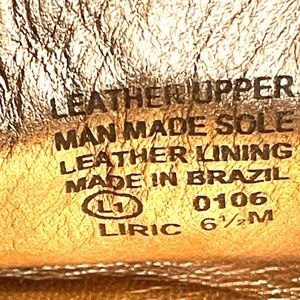 LEATHER UPPER
MAN MADE SOLE
LEATHER LINING
MADE IN BRAZIL
L1 0106
LIRIC 6½M